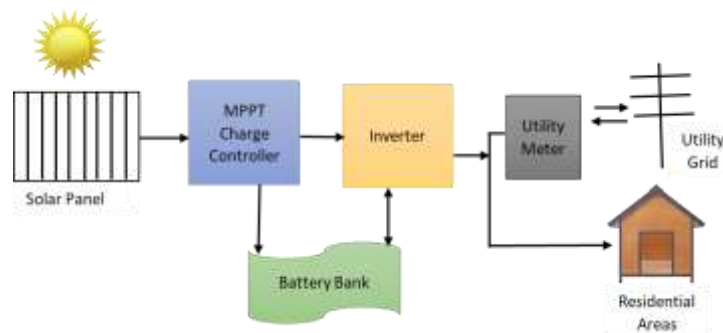 MPPT
Charge
Controller
Inverter
Utility
Meter
Utility
Grid
Solar Panel
Battery Bank
Residential
Areas